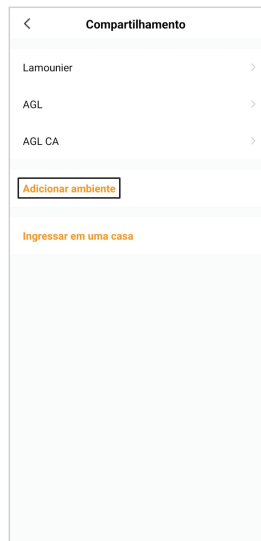 Compartilhamento
Lamounier
AGL
AGL CA
Adicionar ambiente
Ingressar em uma casa